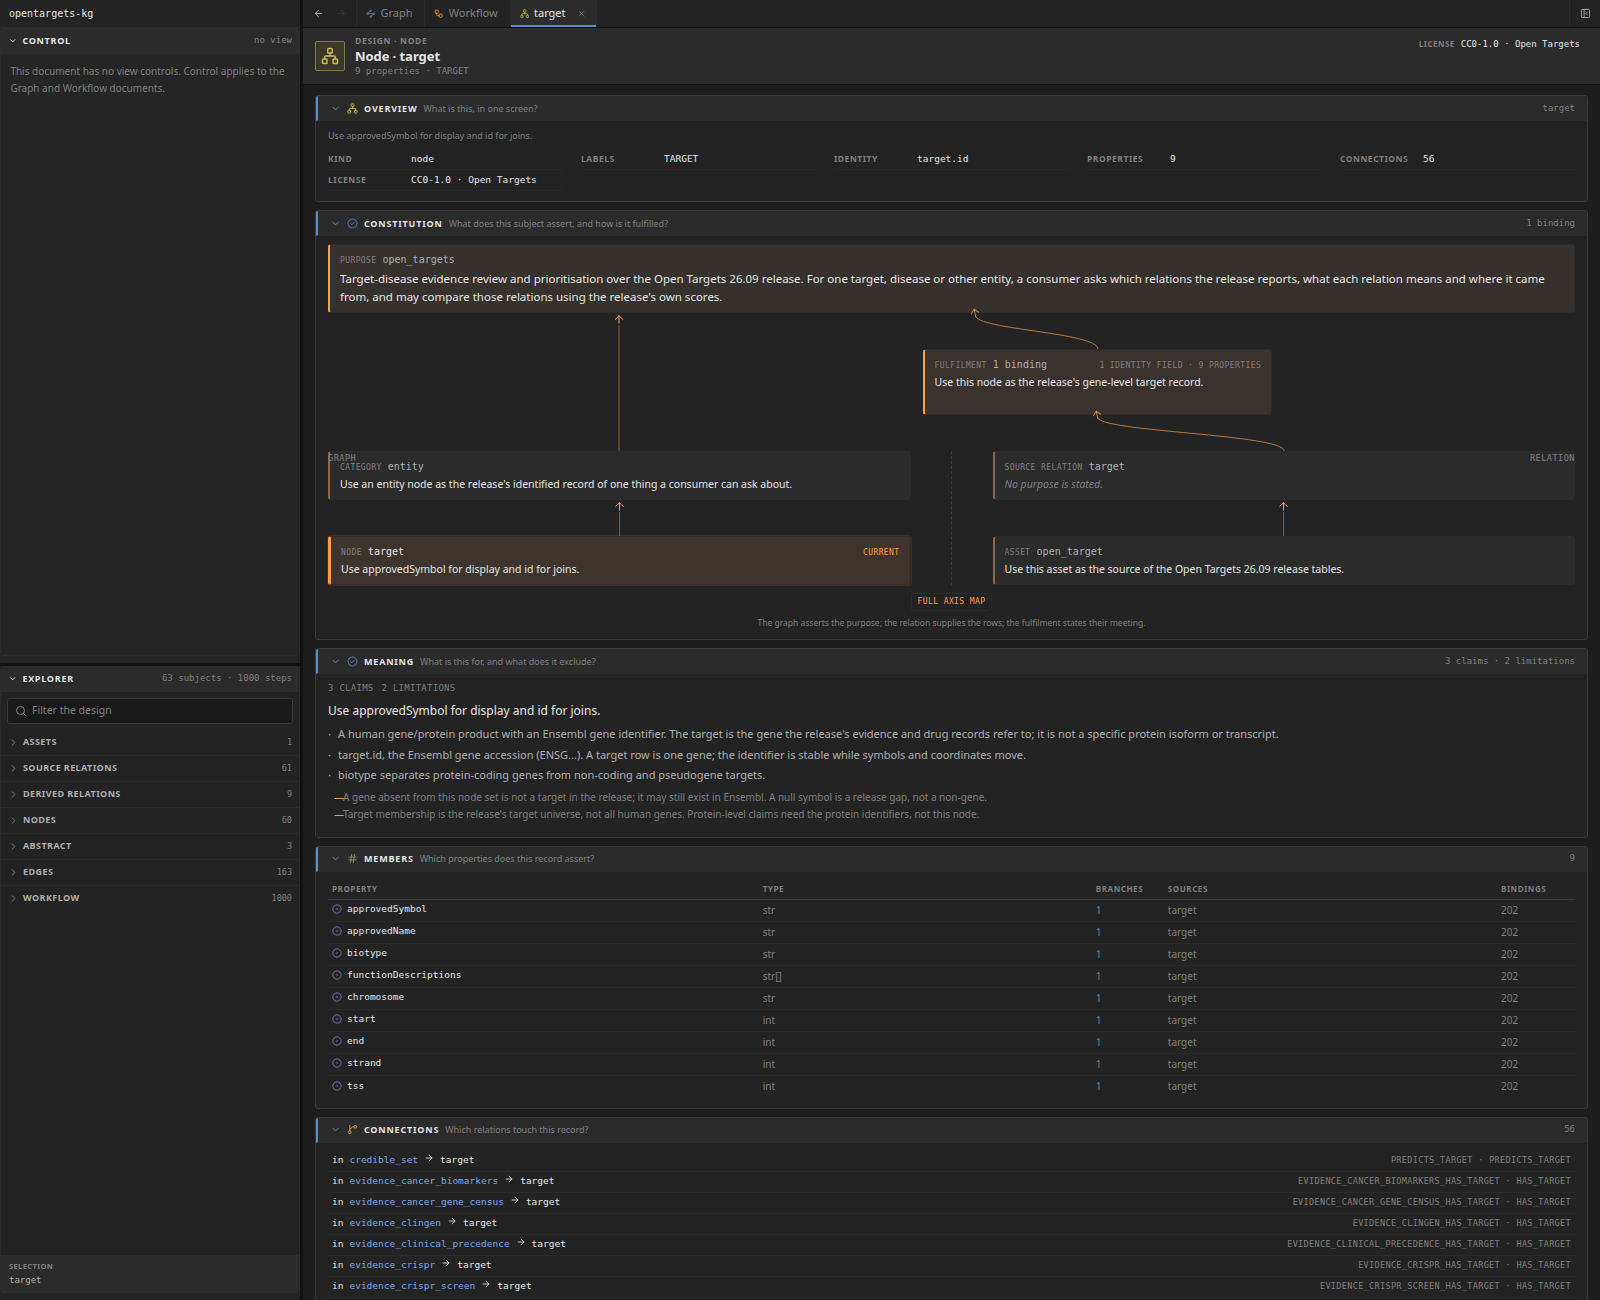 opentargets-kg
CONTROL
no view
This document has no view controls. Control applies to the
Graph and Workflow documents.
EXPLORER
63 subjects · 1000 steps
Filter the design
ASSETS 1
SOURCE RELATIONS 61
DERIVED RELATIONS 9
NODES 60
ABSTRACT 3
EDGES 163
WORKFLOW 1000
SELECTION
target
Graph
Workflow
target
DESIGN · NODE
Node · target
9 properties · TARGET
LICENSE CC0-1.0 · Open Targets
OVERVIEW What is this, in one screen? target
Use approvedSymbol for display and id for joins.
KIND node LABELS TARGET IDENTITY target.id PROPERTIES 9 CONNECTIONS 56
LICENSE CC0-1.0 · Open Targets
CONSTITUTION What does this subject assert, and how is it fulfilled? 1 binding
PURPOSE open_targets
Target-disease evidence review and prioritisation over the Open Targets 26.09 release. For one target, disease or other entity, a consumer asks which relations the release reports, what each relation means and where it came
from, and may compare those relations using the release's own scores.
FULFILMENT 1 binding 1 IDENTITY FIELD · 9 PROPERTIES
Use this node as the release's gene-level target record.
GRAPH
RELATION
CATEGORY entity
Use an entity node as the release's identified record of one thing a consumer can ask about.
SOURCE RELATION target
No purpose is stated.
NODE target CURRENT
Use approvedSymbol for display and id for joins.
ASSET open_target
Use this asset as the source of the Open Targets 26.09 release tables.
FULL AXIS MAP
The graph asserts the purpose; the relation supplies the rows; the fulfilment states their meeting.
MEANING What is this for, and what does it exclude? 3 claims · 2 limitations
3 CLAIMS 2 LIMITATIONS
Use approvedSymbol for display and id for joins.
· A human gene/protein product with an Ensembl gene identifier. The target is the gene the release's evidence and drug records refer to; it is not a specific protein isoform or transcript.
· target.id, the Ensembl gene accession (ENSG...). A target row is one gene; the identifier is stable while symbols and coordinates move.
· biotype separates protein-coding genes from non-coding and pseudogene targets.
—A gene absent from this node set is not a target in the release; it may still exist in Ensembl. A null symbol is a release gap, not a non-gene.
—Target membership is the release's target universe, not all human genes. Protein-level claims need the protein identifiers, not this node.
MEMBERS Which properties does this record assert? 9
PROPERTY TYPE BRANCHES SOURCES BINDINGS
approvedSymbol str 1 target 202
approvedName str 1 target 202
biotype str 1 target 202
functionDescriptions str[] 1 target 202
chromosome str 1 target 202
start int 1 target 202
end int 1 target 202
strand int 1 target 202
tss int 1 target 202
CONNECTIONS Which relations touch this record? 56
in credible_set → target PREDICTS_TARGET · PREDICTS_TARGET
in evidence_cancer_biomarkers → target EVIDENCE_CANCER_BIOMARKERS_HAS_TARGET · HAS_TARGET
in evidence_cancer_gene_census → target EVIDENCE_CANCER_GENE_CENSUS_HAS_TARGET · HAS_TARGET
in evidence_clingen → target EVIDENCE_CLINGEN_HAS_TARGET · HAS_TARGET
in evidence_clinical_precedence → target EVIDENCE_CLINICAL_PRECEDENCE_HAS_TARGET · HAS_TARGET
in evidence_crispr → target EVIDENCE_CRISPR_HAS_TARGET · HAS_TARGET
in evidence_crispr_screen → target EVIDENCE_CRISPR_SCREEN_HAS_TARGET · HAS_TARGET